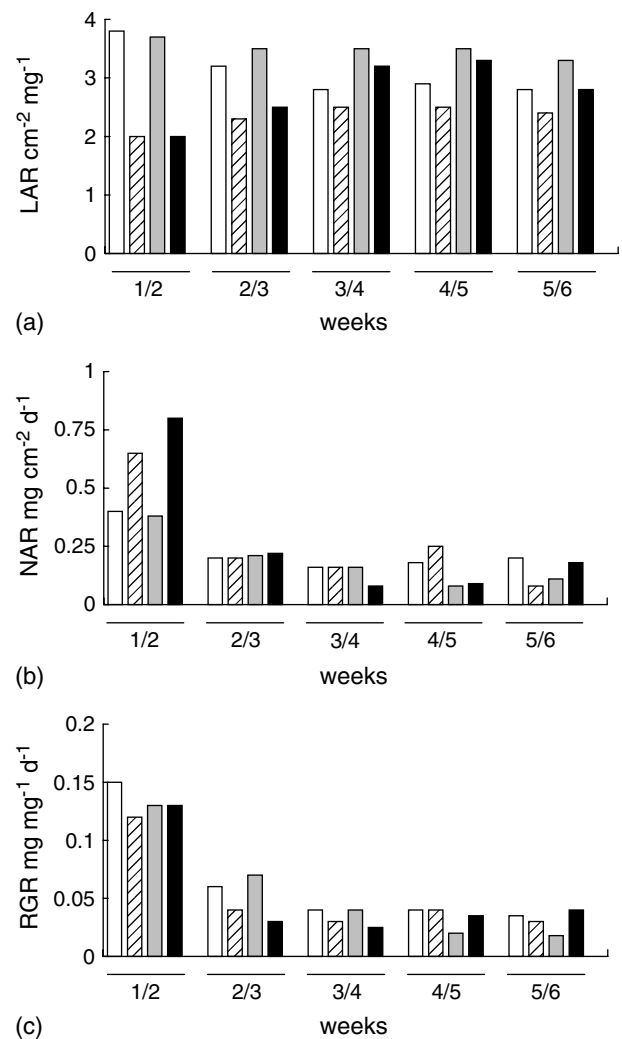 LAR cm-2 mg-1
4
3
2
1
0
1/2 2/3 3/4 4/5 5/6
(a) weeks
NAR mg cm-2 d-1
1
0.75
0.5
0.25
0
1/2 2/3 3/4 4/5 5/6
(b) weeks
RGR mg mg-1 d-1
0.2
0.15
0.1
0.05
0
1/2 2/3 3/4 4/5 5/6
(c) weeks